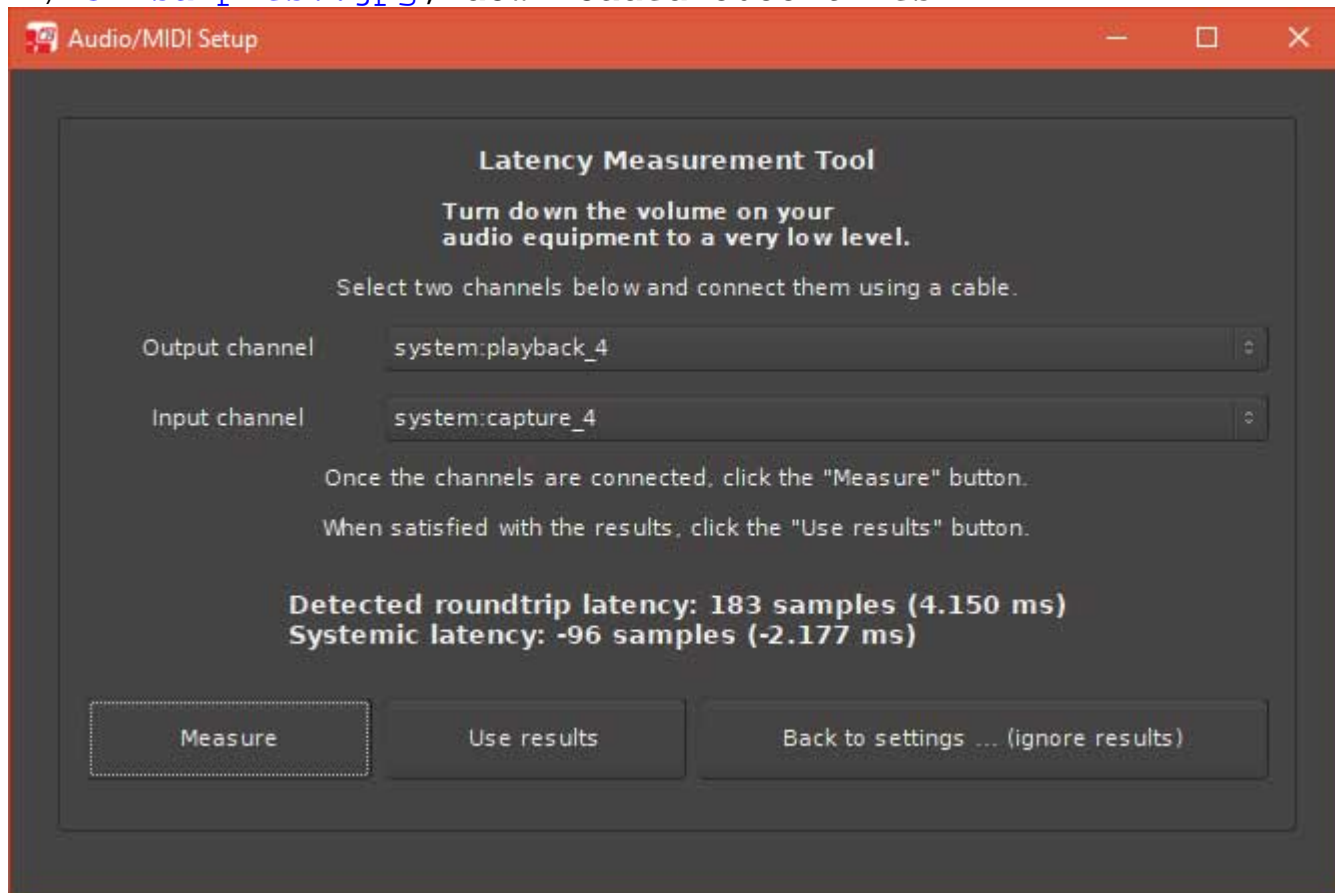 Audio/MIDI Setup
Latency Measurement Tool
Turn down the volume on your
audio equipment to a very low level.
Select two channels below and connect them using a cable.
Output channel system:playback_4
Input channel system:capture_4
Once the channels are connected, click the "Measure" button.
When satisfied with the results, click the "Use results" button.
Detected roundtrip latency: 183 samples (4.150 ms)
Systemic latency: -96 samples (-2.177 ms)
Measure Use results Back to settings ... (ignore results)